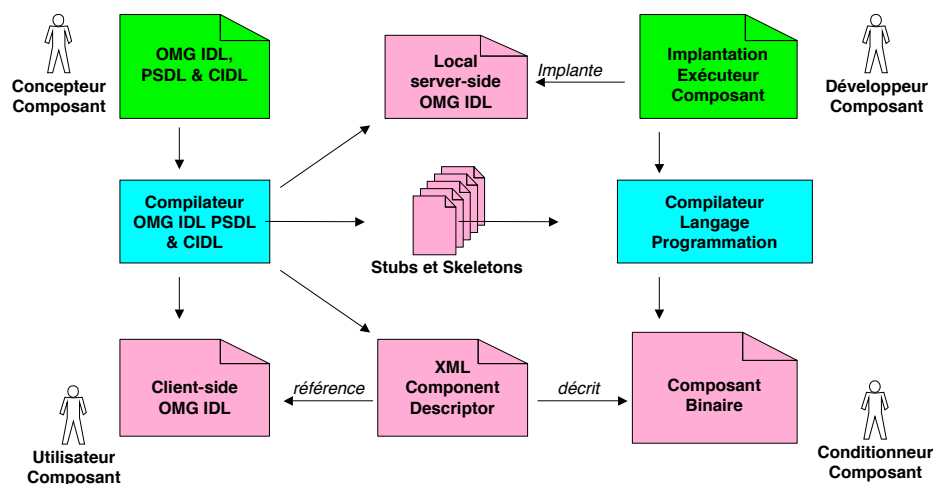 OMG IDL,
PSDL & CIDL
Concepteur
Composant
Local
server-side
OMG IDL
Implante
Implantation
Exécuteur
Composant
Développeur
Composant
Compilateur
OMG IDL PSDL
& CIDL
Stubs et Skeletons
Compilateur
Langage
Programmation
Client-side
OMG IDL
référence
XML
Component
Descriptor
décrit
Composant
Binaire
Utilisateur
Composant
Conditionneur
Composant